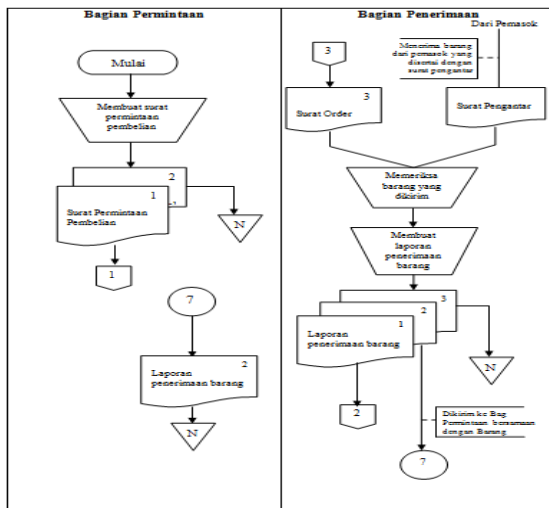 Bagian Permintaan
Mulai
Membuat surat
permintaan
pembelian
2
1
Surat Permintaan
Pembelian
N
1
7
2
Laporan
penerimaan barang
N
Bagian Penerimaan
Dari Pemasok
3
Menerima barang
dari pemasok yang
disertai dengan
surat pengantar
3
Surat Order
Surat Pengantar
Memeriksa
barang yang
dikirim
Membuat
laporan
penerimaan
barang
3
2
1
Laporan
penerimaan barang
N
2
Dikirim ke Bag
Permintaan bersamaan
dengan Barang
7